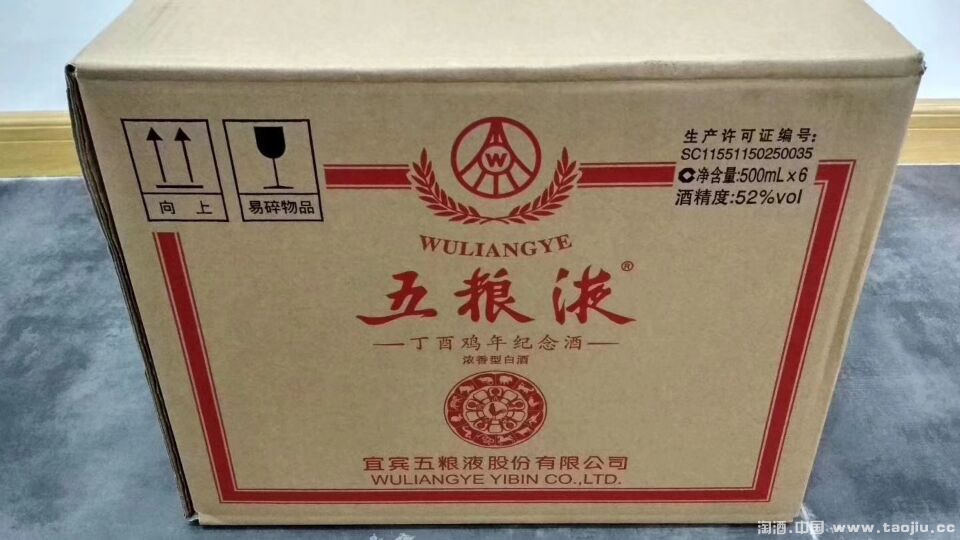 向 上
易碎物品
W
生产许可证编号:
SC11551150250035
净含量:500mL×6
酒精度:52%vol
WULIANGYE
五粮液®
丁酉鸡年纪念酒
浓香型白酒
宜宾五粮液股份有限公司
WULIANGYE YIBIN CO.,LTD.
淘酒.中国 www.taojiu.cc